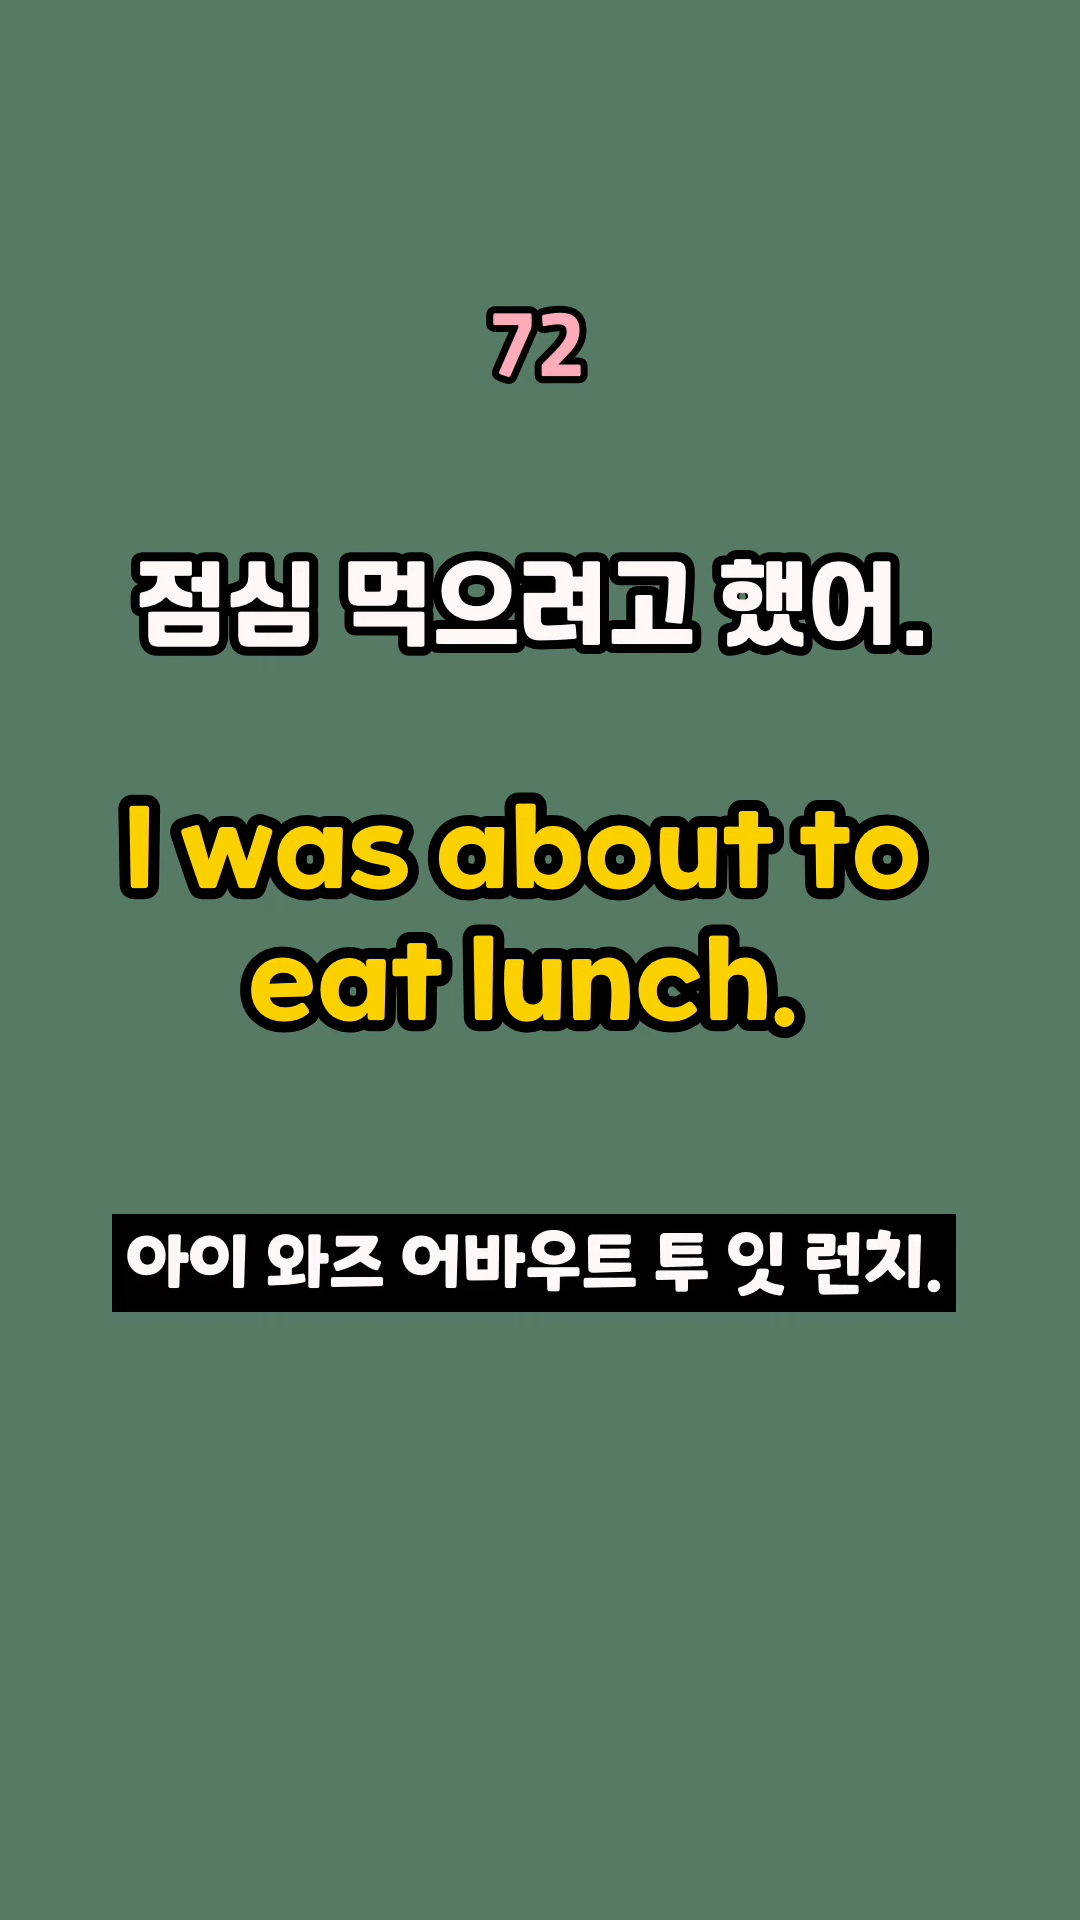 72
점심 먹으려고 했어.
I was about to
eat lunch.
아이 와즈 어바우트 투 잇 런치.